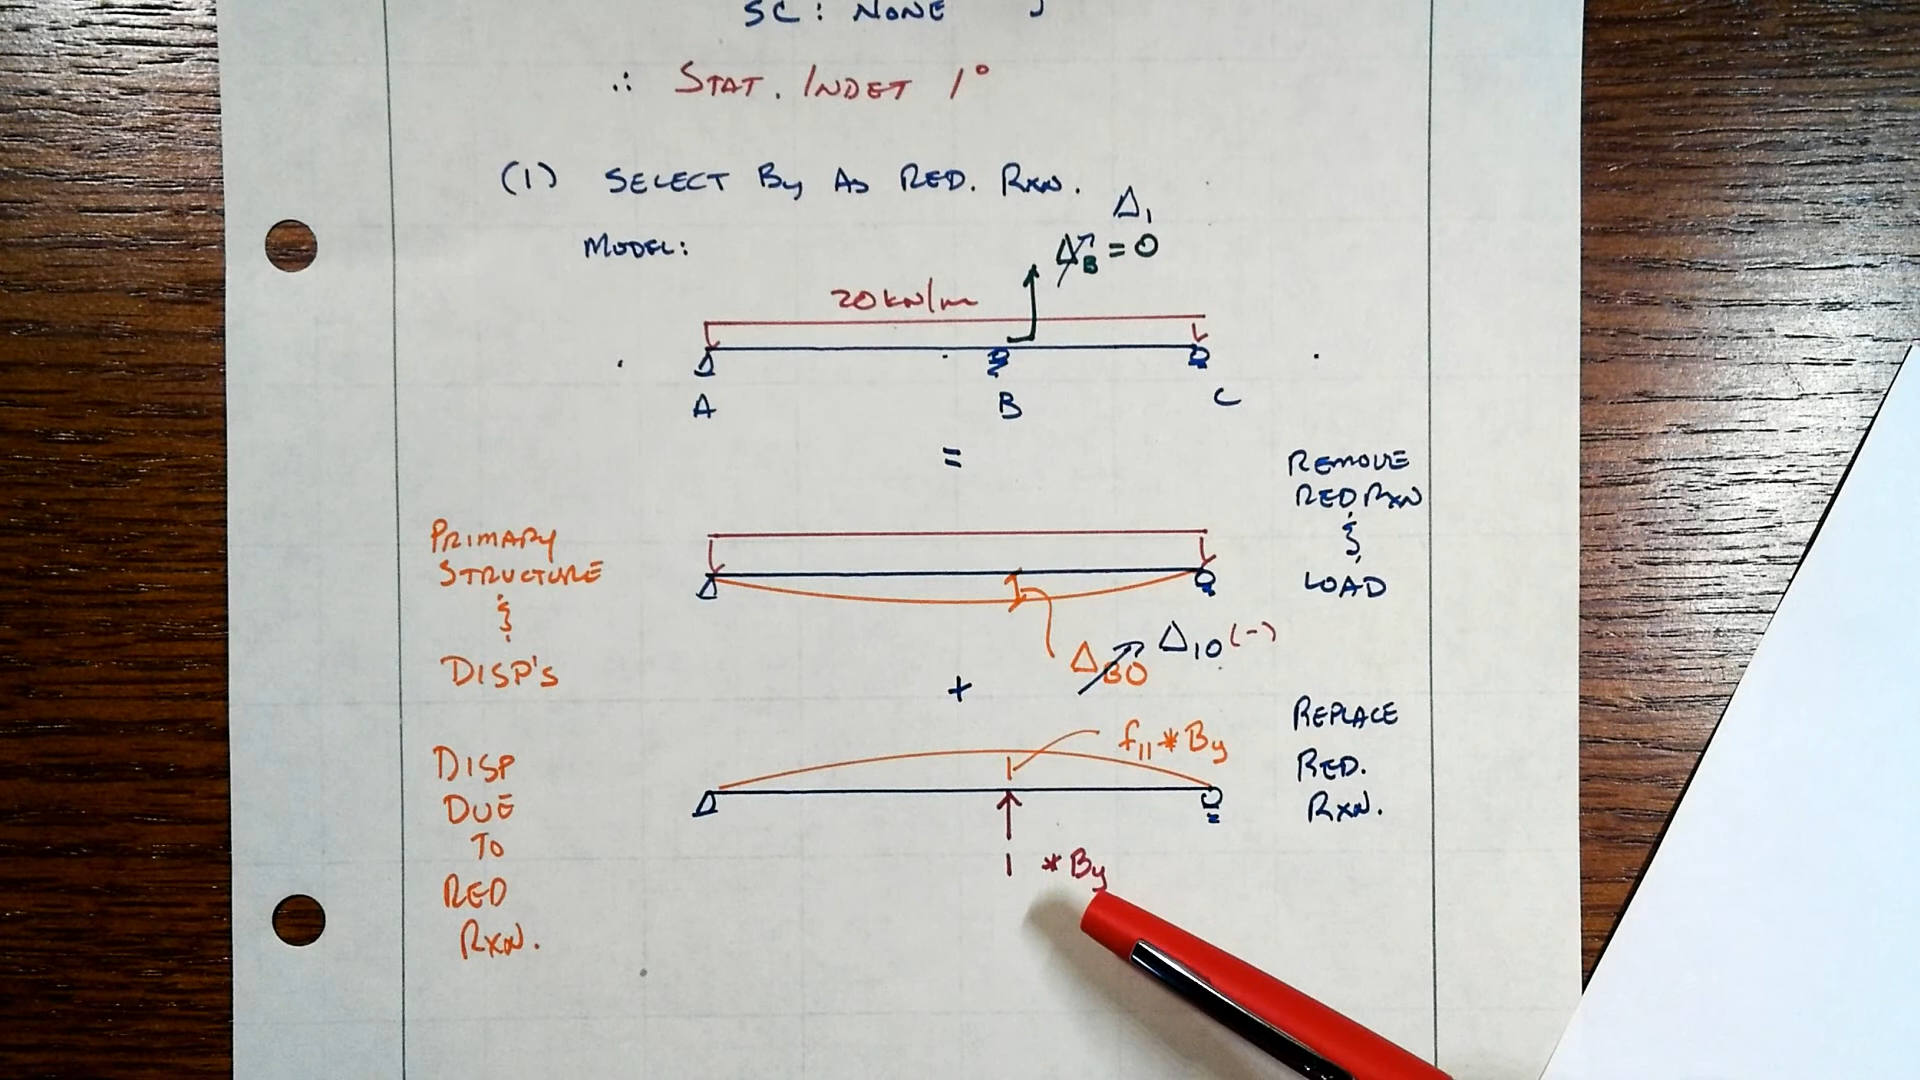 SC: NONE
∴ STAT. INDET 1°
(1) SELECT By AS RED. RXN.
MODEL:
Δ1
ΔB = 0
20 kN/m
A
B
C
=
REMOVE
RED RXN
&
LOAD
PRIMARY
STRUCTURE
&
DISP'S
ΔB0 Δ10 (-)
+
REPLACE
RED.
RXN.
DISP
DUE
TO
RED
RXN.
f11 * By
1 * By